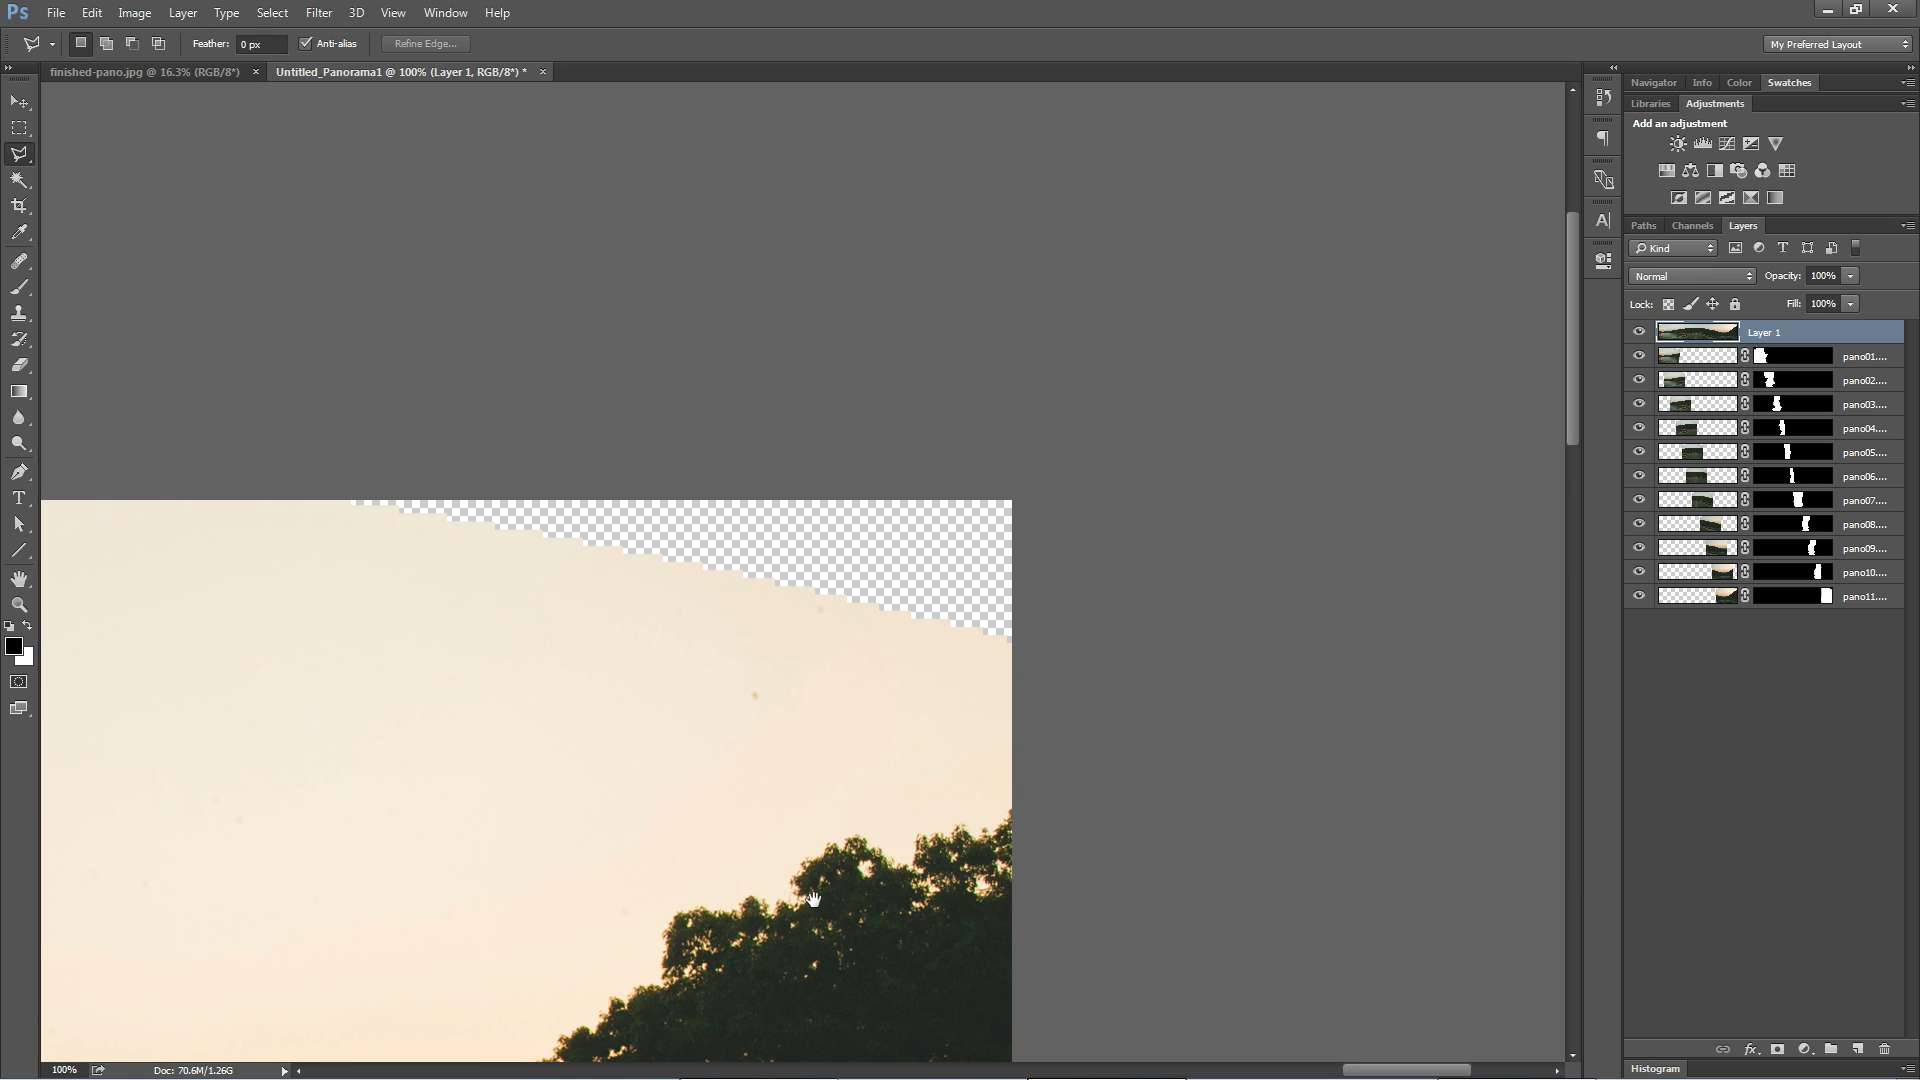 Ps File Edit Image Layer Type Select Filter 3D View Window Help
Feather: 0 px Anti-alias Refine Edge... My Preferred Layout
finished-pano.jpg @ 16.3% (RGB/8*) × Untitled_Panorama1 @ 100% (Layer 1, RGB/8*) * ×
Navigator Info Color Swatches
Libraries Adjustments
Add an adjustment
Paths Channels Layers
Kind
Normal Opacity: 100%
Lock: Fill: 100%
Layer 1
pano01....
pano02....
pano03....
pano04....
pano05....
pano06....
pano07....
pano08....
pano09....
pano10....
pano11....
100% Doc: 70.6M/1.26G
Histogram